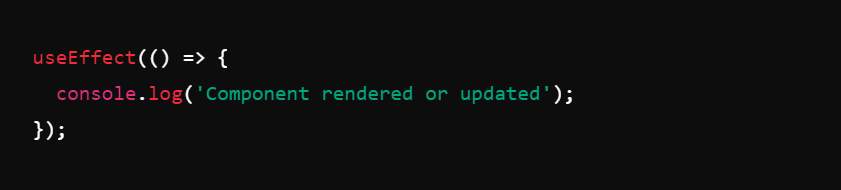 useEffect(() => {
  console.log('Component rendered or updated');
});